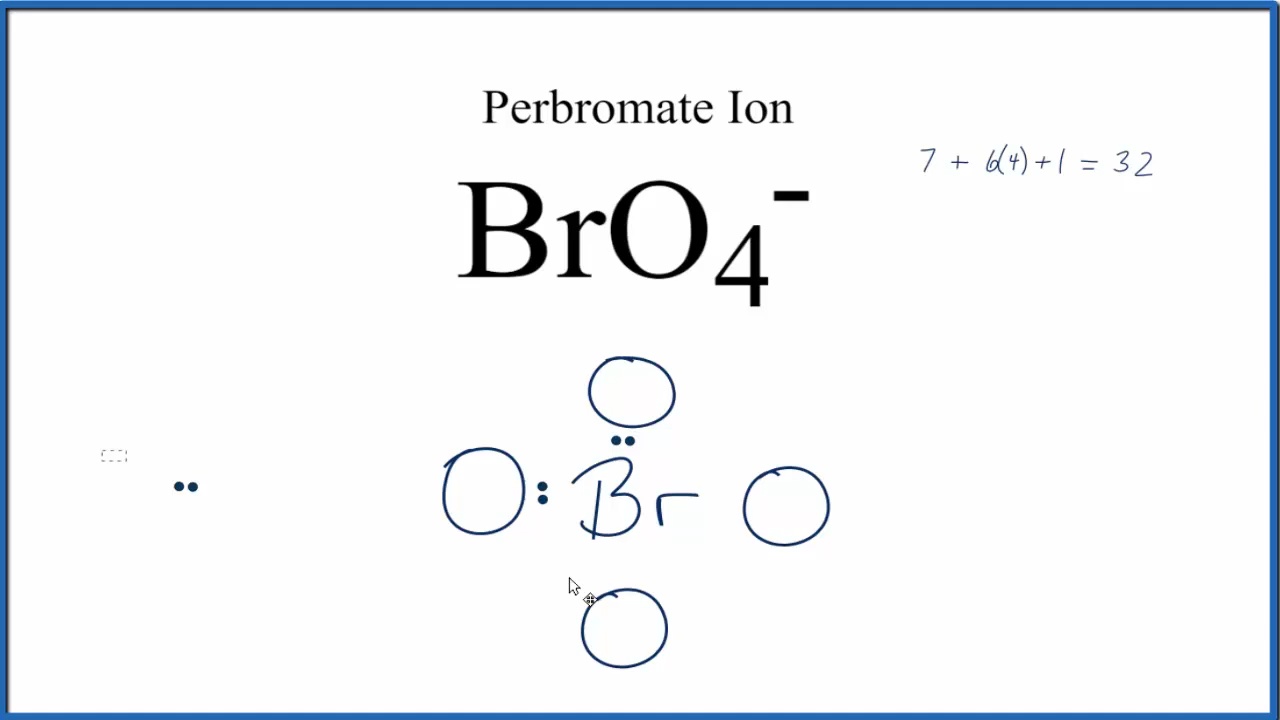 Perbromate Ion
7 + 6(4) + 1 = 32
BrO₄⁻
O
O Br O
O